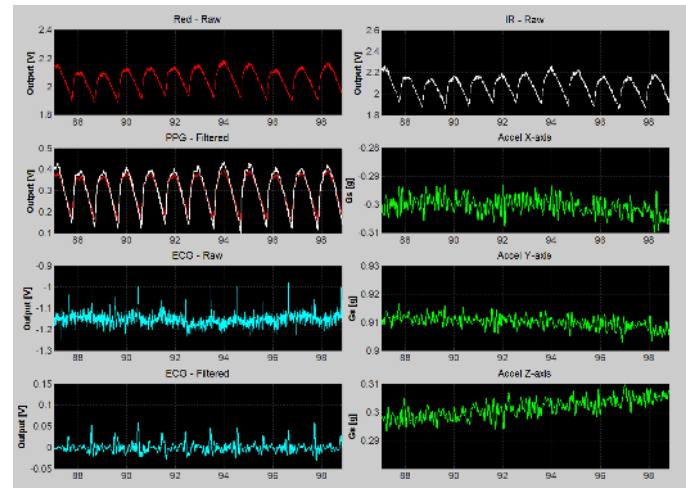 Red - Raw
Output [V]
2.4
2.2
2
1.8
88 90 92 94 96 98
IR - Raw
Output [V]
2.6
2.4
2.2
2
1.8
88 90 92 94 96 98
PPG - Filtered
Output [V]
0.5
0.4
0.3
0.2
0.1
88 90 92 94 96 98
Accel X-axis
Gs [g]
-0.28
-0.29
-0.3
-0.31
88 90 92 94 96 98
ECG - Raw
Output [V]
-0.9
-1
-1.1
-1.2
-1.3
88 90 92 94 96 98
Accel Y-axis
Gs [g]
0.93
0.92
0.91
0.9
88 90 92 94 96 98
ECG - Filtered
Output [V]
0.15
0.1
0.05
0
-0.05
88 90 92 94 96 98
Accel Z-axis
Gs [g]
0.31
0.3
0.29
88 90 92 94 96 98